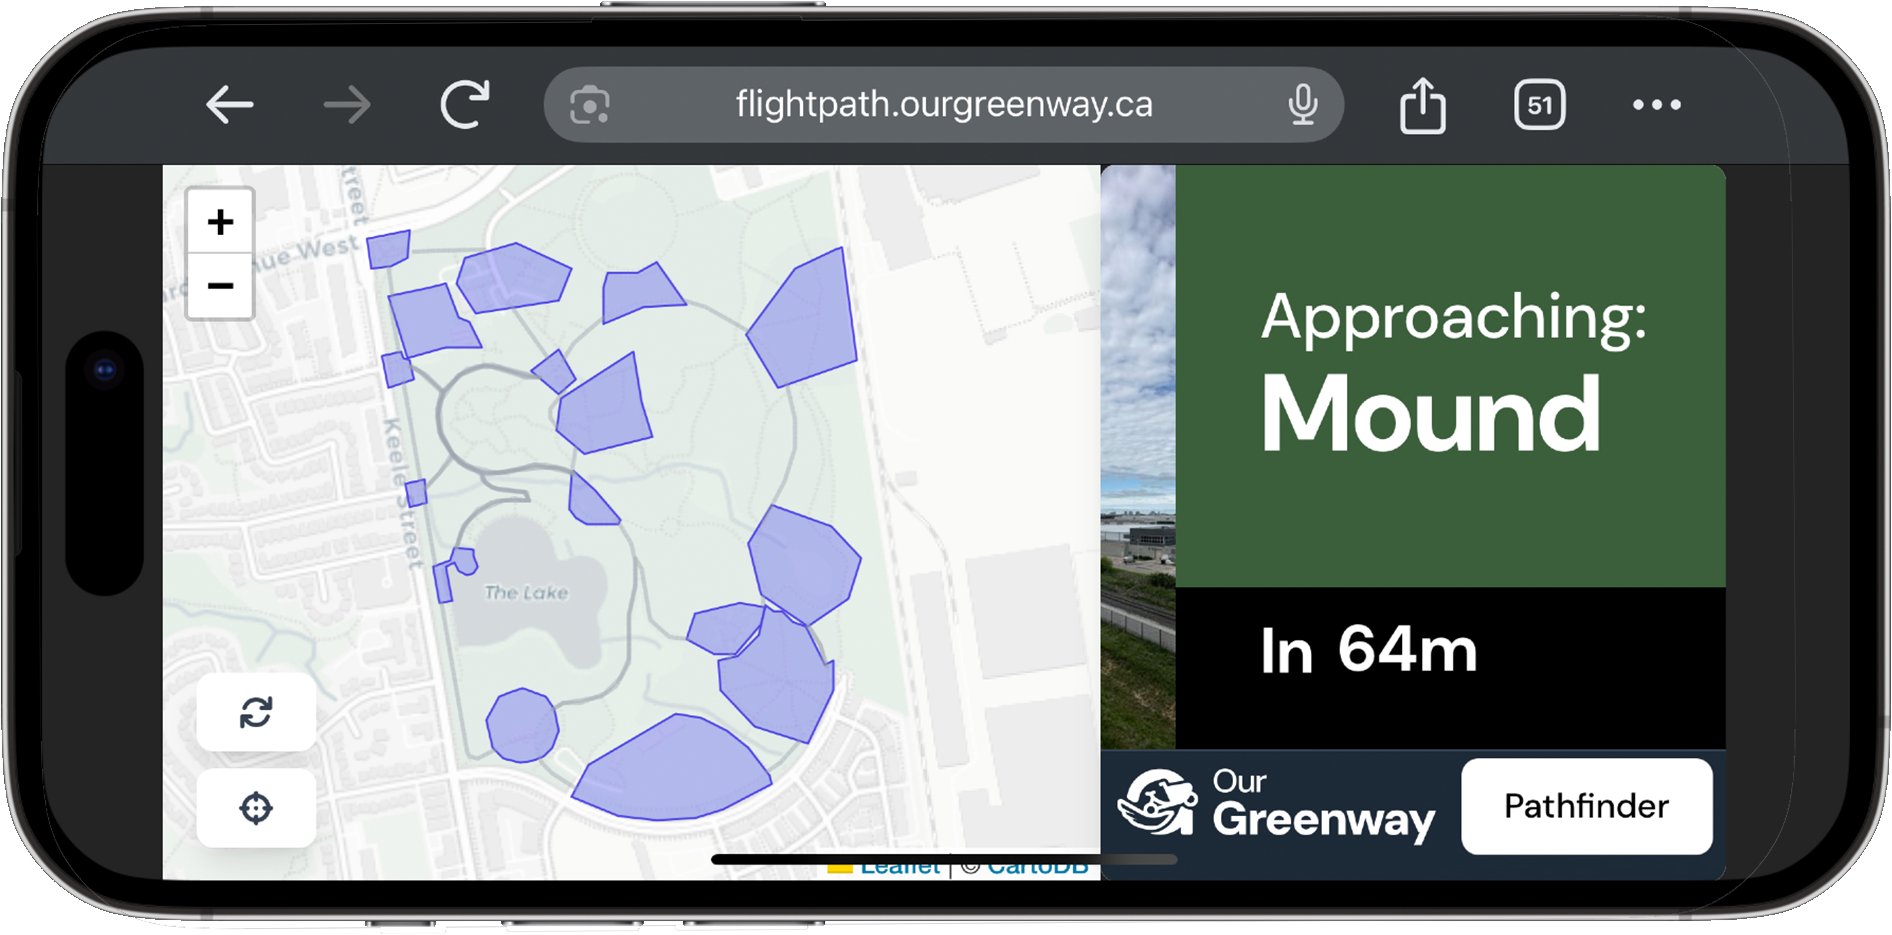 flightpath.ourgreenway.ca
51
+
−
treet
nue West
Keele Street
The Lake
Leaflet | © CartoDB
Approaching:
Mound
In 64m
Our
Greenway
Pathfinder